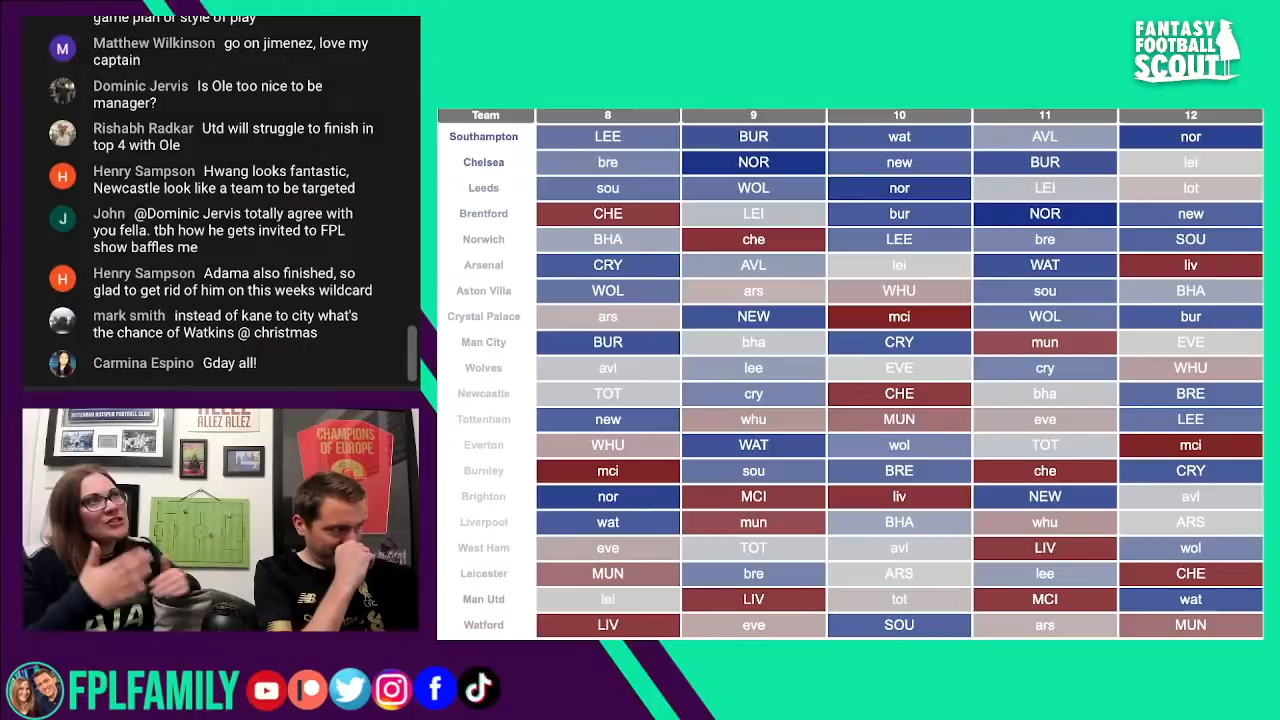 game plan or style of play
Matthew Wilkinson go on jimenez, love my
captain
Dominic Jervis Is Ole too nice to be
manager?
Rishabh Radkar Utd will struggle to finish in
top 4 with Ole
Henry Sampson Hwang looks fantastic,
Newcastle look like a team to be targeted
John @Dominic Jervis totally agree with
you fella. tbh how he gets invited to FPL
show baffles me
Henry Sampson Adama also finished, so
glad to get rid of him on this weeks wildcard
mark smith instead of kane to city what's
the chance of Watkins @ christmas
Carmina Espino Gday all!
M
H
J
H
TOTTENHAM HOTSPUR FOOTBALL CLUB
ALLEZ
ALLEZ ALLEZ
CHAMPIONS
OF EUROPE
FANTASY
FOOTBALL
SCOUT
Team 8 9 10 11 12
Southampton LEE BUR wat AVL nor
Chelsea bre NOR new BUR lei
Leeds sou WOL nor LEI tot
Brentford CHE LEI bur NOR new
Norwich BHA che LEE bre SOU
Arsenal CRY AVL lei WAT liv
Aston Villa WOL ars WHU sou BHA
Crystal Palace ars NEW mci WOL bur
Man City BUR bha CRY mun EVE
Wolves avl lee EVE cry WHU
Newcastle TOT cry CHE bha BRE
Tottenham new whu MUN eve LEE
Everton WHU WAT wol TOT mci
Burnley mci sou BRE che CRY
Brighton nor MCI liv NEW avl
Liverpool wat mun BHA whu ARS
West Ham eve TOT avl LIV wol
Leicester MUN bre ARS lee CHE
Man Utd lei LIV tot MCI wat
Watford LIV eve SOU ars MUN
FPLFAMILY